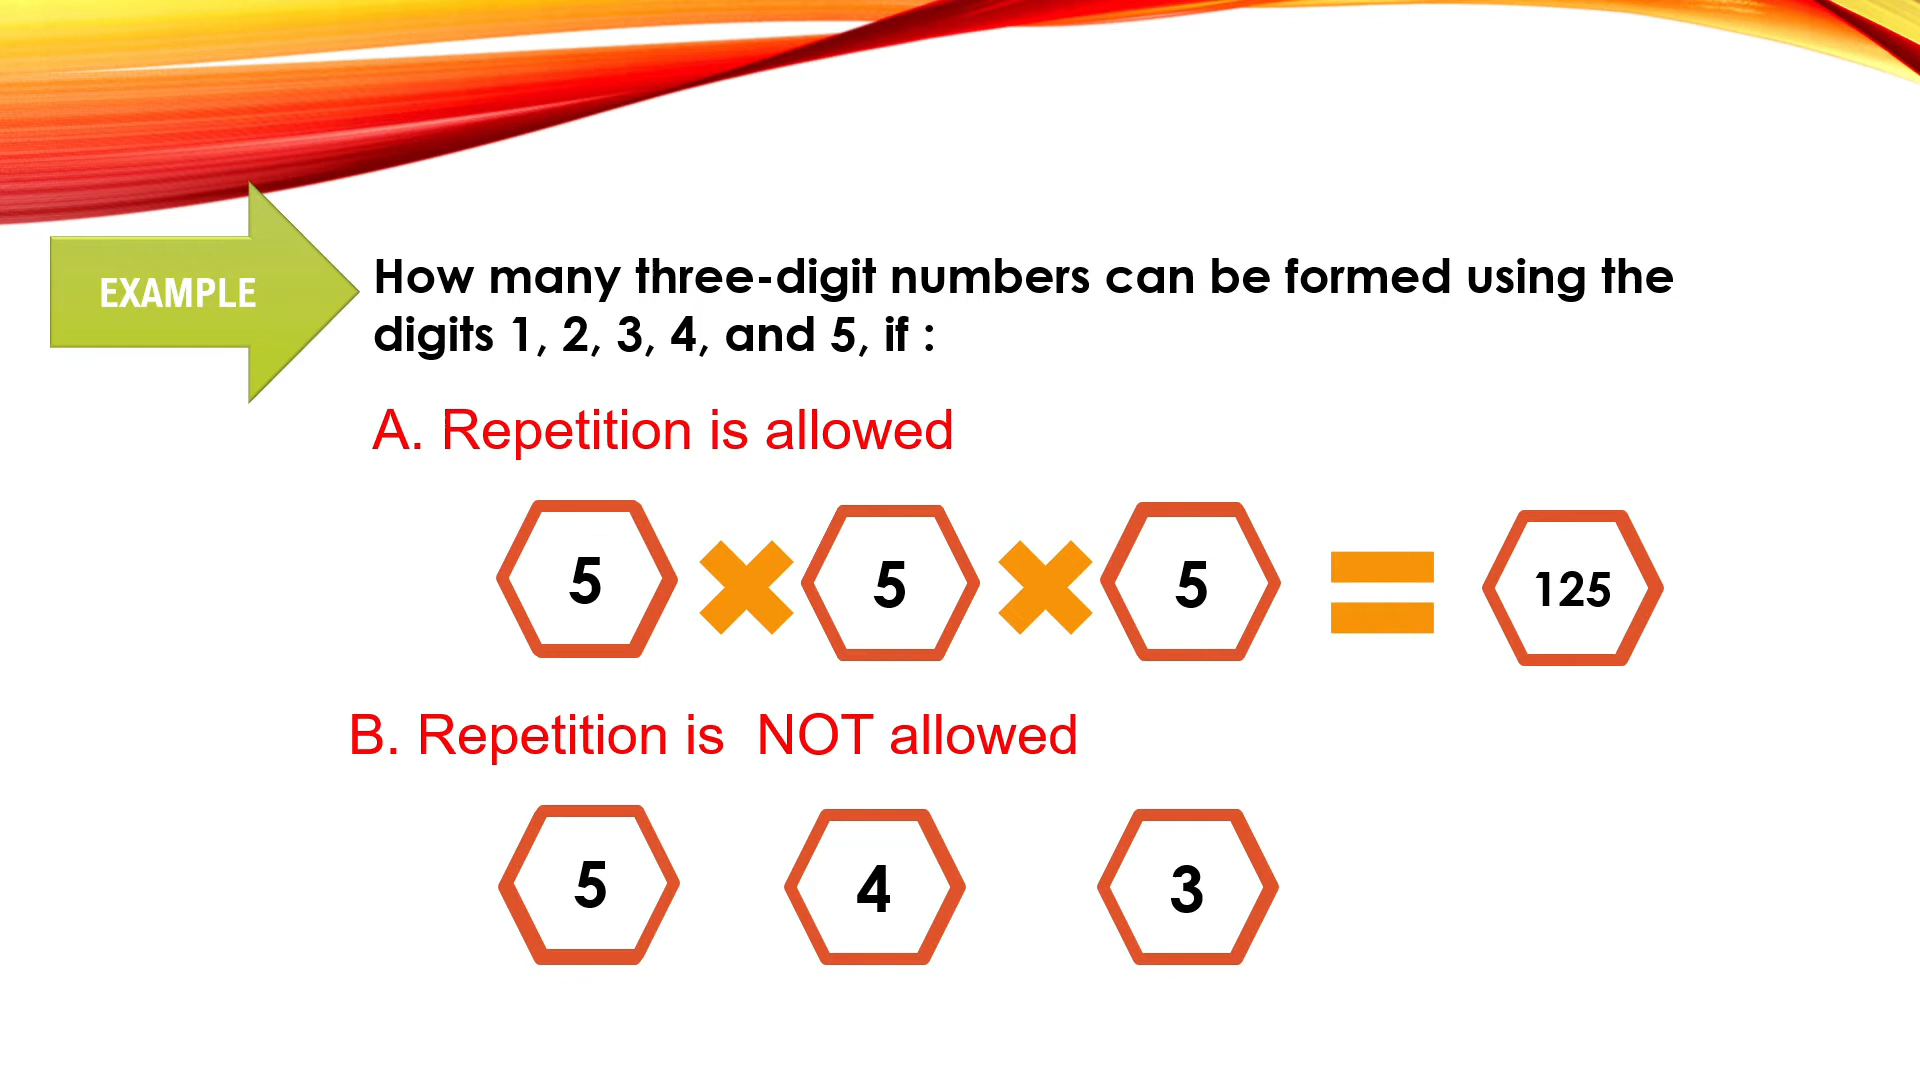 EXAMPLE
How many three-digit numbers can be formed using the
digits 1, 2, 3, 4, and 5, if :
A. Repetition is allowed
5 × 5 × 5 = 125
B. Repetition is NOT allowed
5 4 3